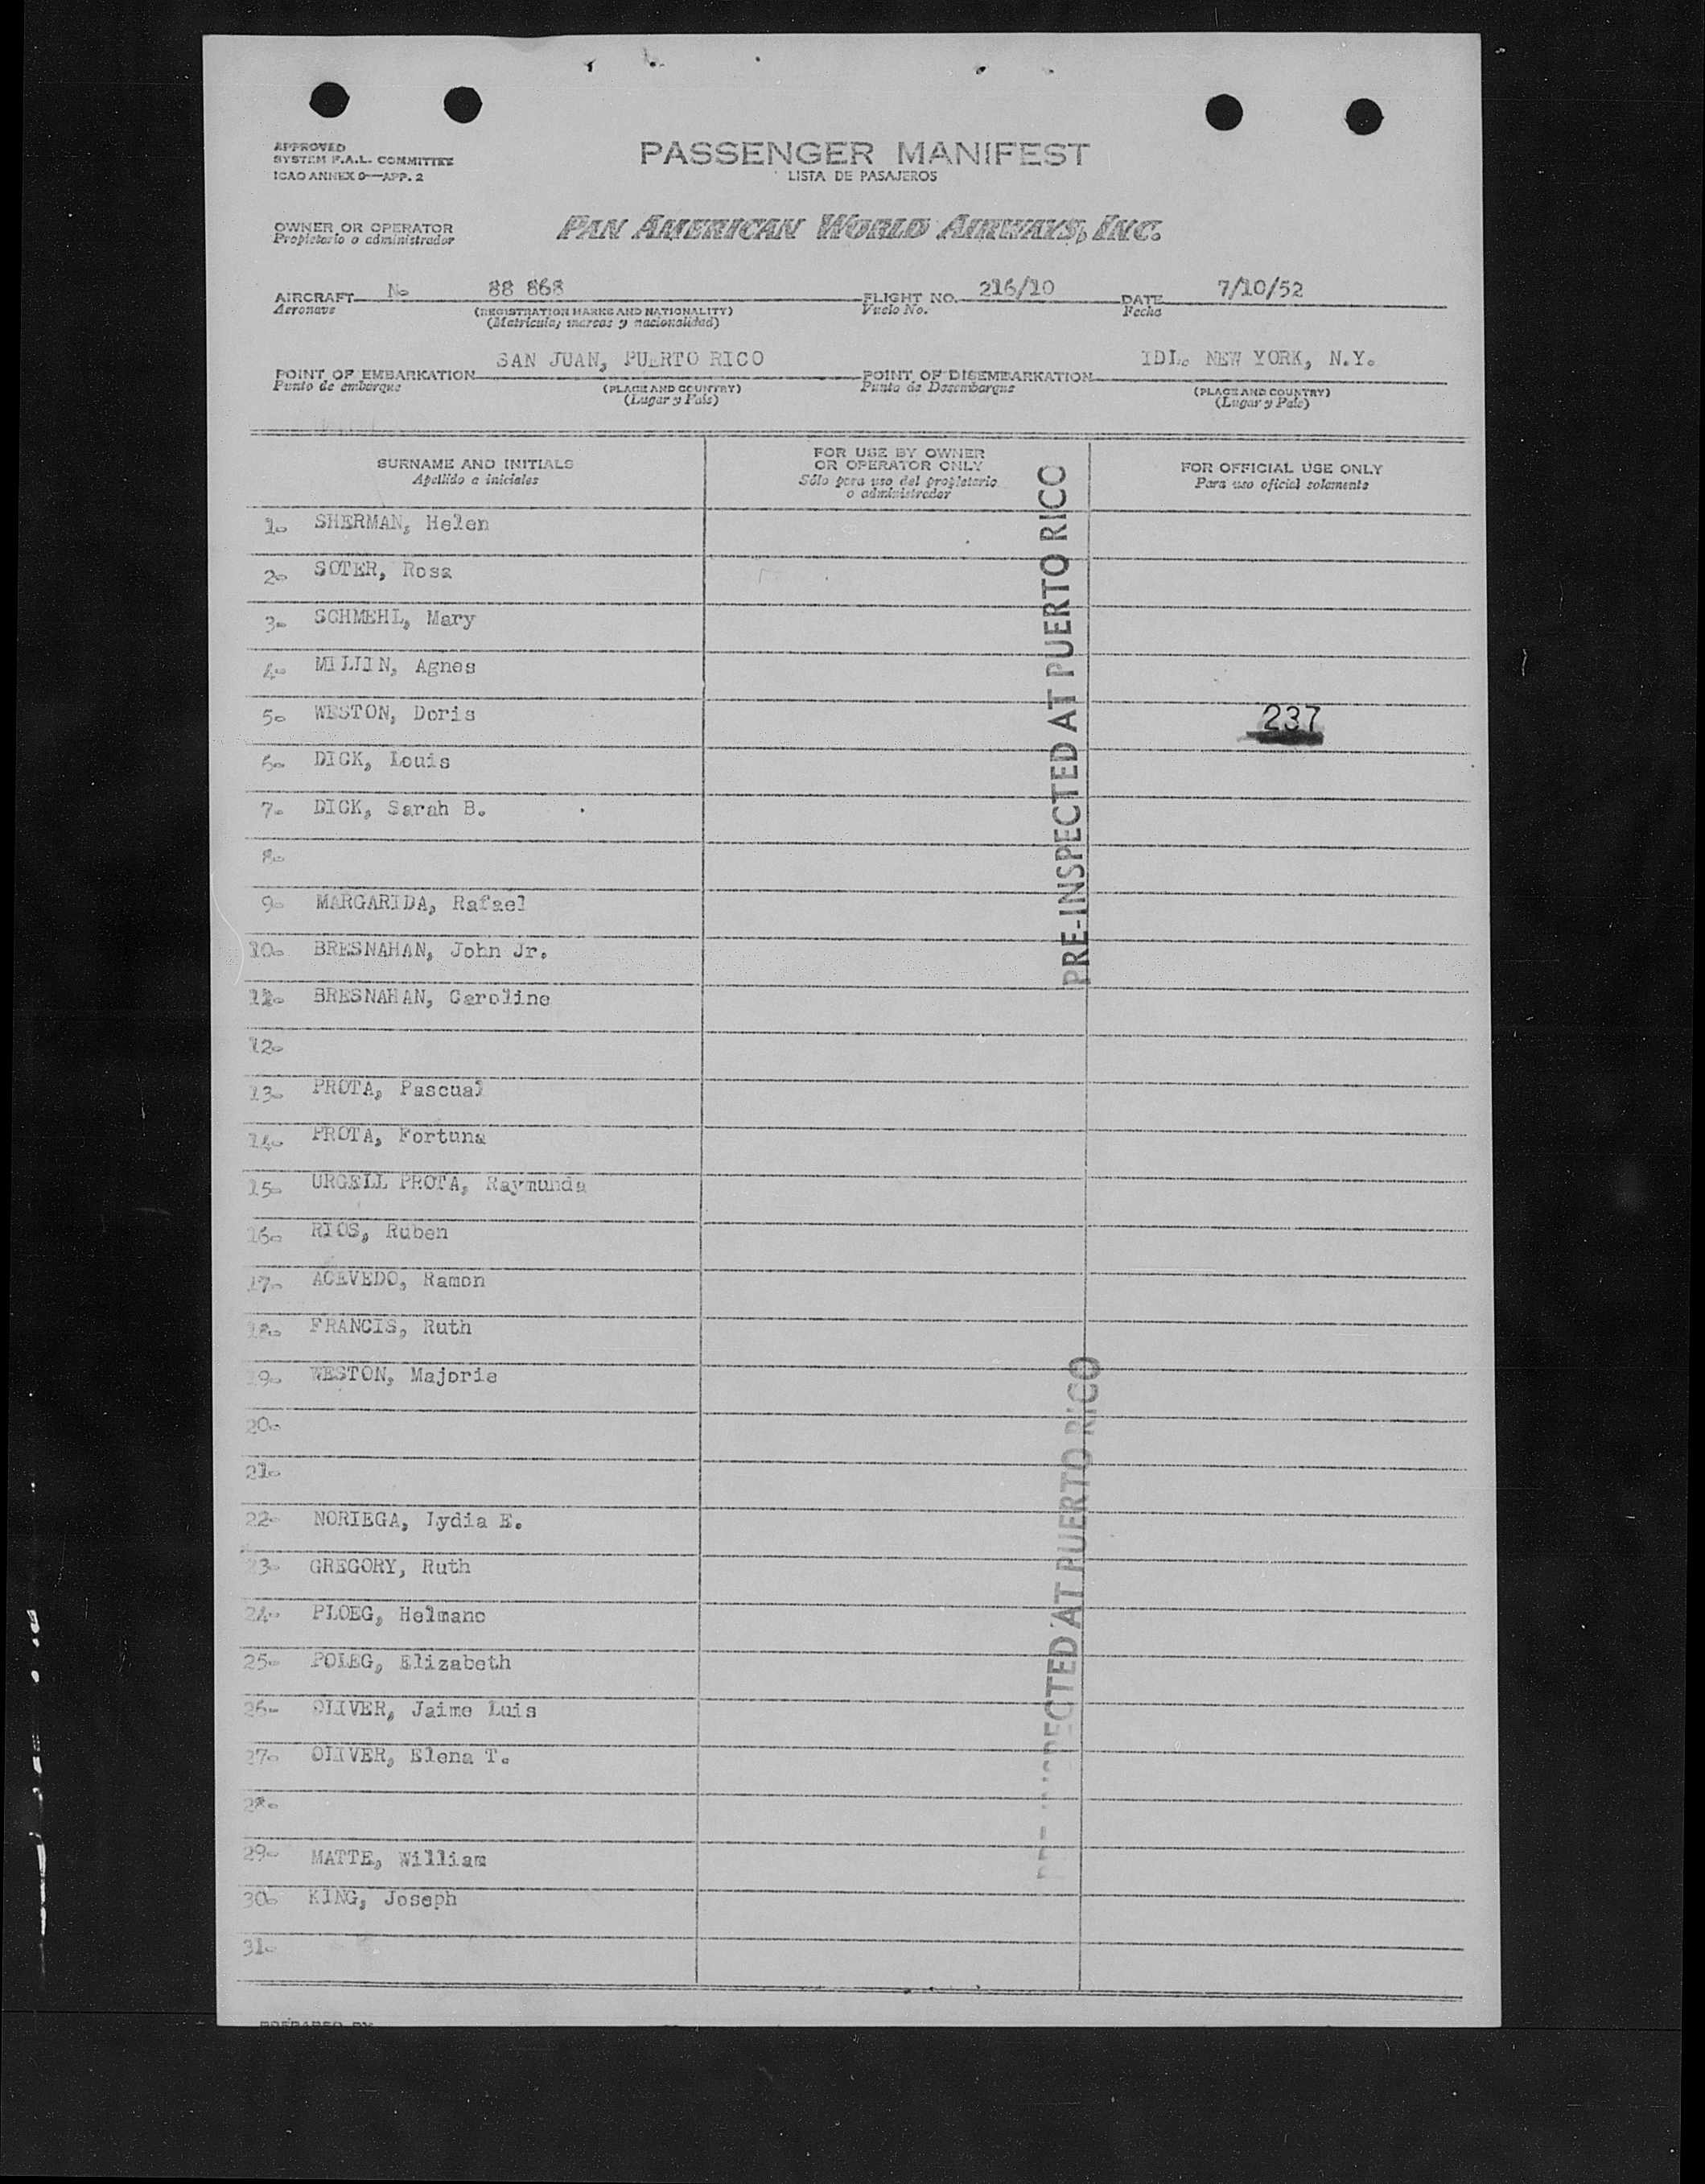 APPROVED
SYSTEM F.A.L. COMMITTEE
ICAO ANNEX 9—APP. 2
PASSENGER MANIFEST
LISTA DE PASAJEROS
OWNER OR OPERATOR
Propietario o administrador
PAN AMERICAN WORLD AIRWAYS, INC.
AIRCRAFT No 88 868 FLIGHT NO. 216/10 DATE 7/10/52
Aeronave (REGISTRATION MARKS AND NATIONALITY) Vuelo No. Fecha
(Matricula, marcas y nacionalidad)
POINT OF EMBARKATION SAN JUAN, PUERTO RICO POINT OF DISEMBARKATION IDL. NEW YORK, N.Y.
Punto de embarque (PLACE AND COUNTRY) Punto de Desembarque (PLACE AND COUNTRY)
(Lugar y País) (Lugar y País)
SURNAME AND INITIALS
Apellido e iniciales
FOR USE BY OWNER
OR OPERATOR ONLY
Sólo para uso del propietario
o administrador
FOR OFFICIAL USE ONLY
Para uso oficial solamente
1- SHERMAN, Helen
2- SOTER, Rosa
3- SCHMEHL, Mary
4- MILLIN, Agnes
5- WESTON, Doris
237
6- DICK, Louis
7- DICK, Sarah B.
8-
9- MARGARIDA, Rafael
10- BRESNAHAN, John Jr.
11- BRESNAHAN, Caroline
12-
13- PROTA, Pascual
14- PROTA, Fortuna
15- URGELL PROTA, Raymunda
16- RIOS, Ruben
17- ACEVEDO, Ramon
18- FRANCIS, Ruth
19- WESTON, Majorie
20-
21-
22- NORIEGA, Lydia E.
23- GREGORY, Ruth
24- PLOEG, Helmano
25- POLEG, Elizabeth
26- OLIVER, Jaime Luis
27- OLIVER, Elena T.
28-
29- MATTE, William
30- KING, Joseph
31-
PRE-INSPECTED AT PUERTO RICO
PRE-INSPECTED AT PUERTO RICO
PREPARED BY